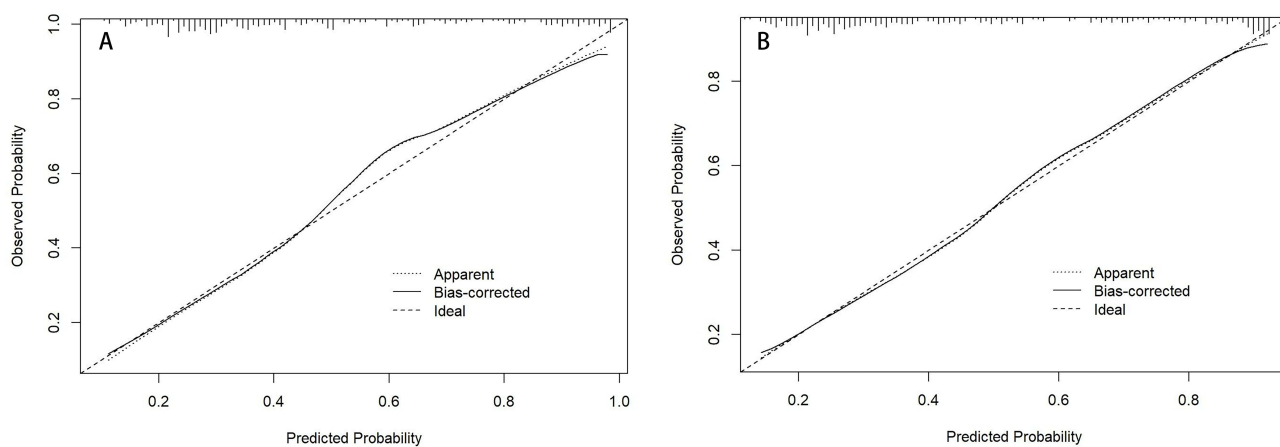 A
Observed Probability
1.0
0.8
0.6
0.4
0.2
Apparent
Bias-corrected
Ideal
0.2 0.4 0.6 0.8 1.0
Predicted Probability
B
Observed Probability
0.8
0.6
0.4
0.2
Apparent
Bias-corrected
Ideal
0.2 0.4 0.6 0.8
Predicted Probability